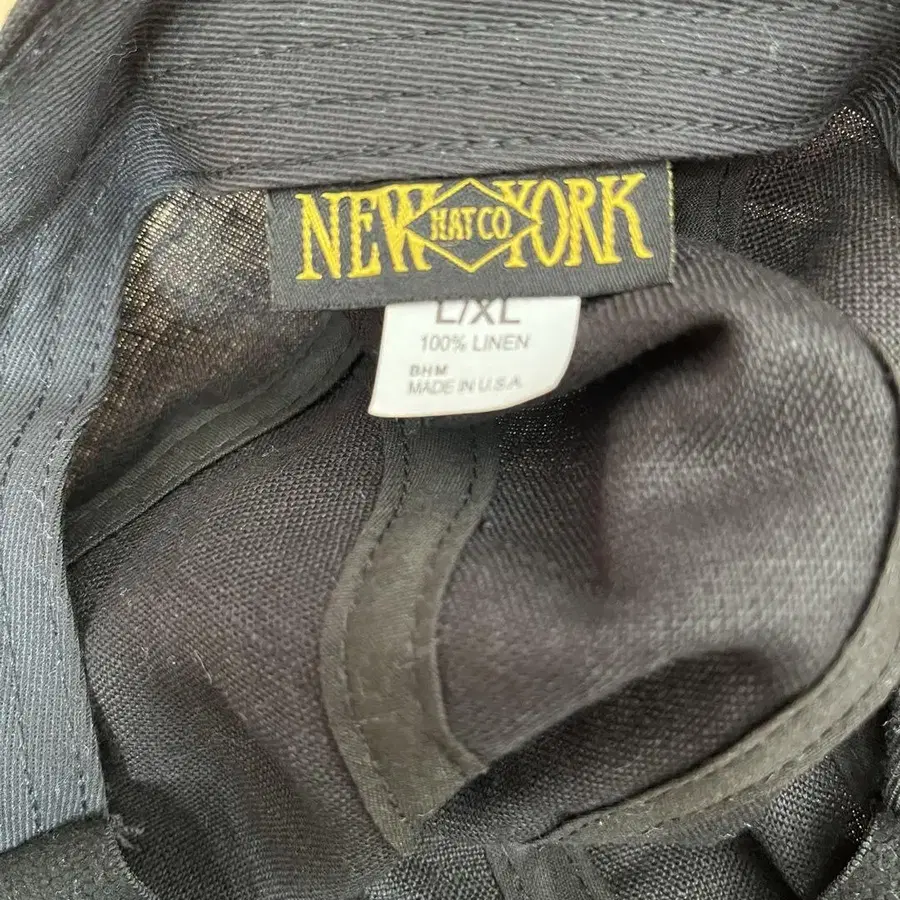 NEW HAT CO. YORK
L/XL
100% LINEN
BHM
MADE IN U.S.A.